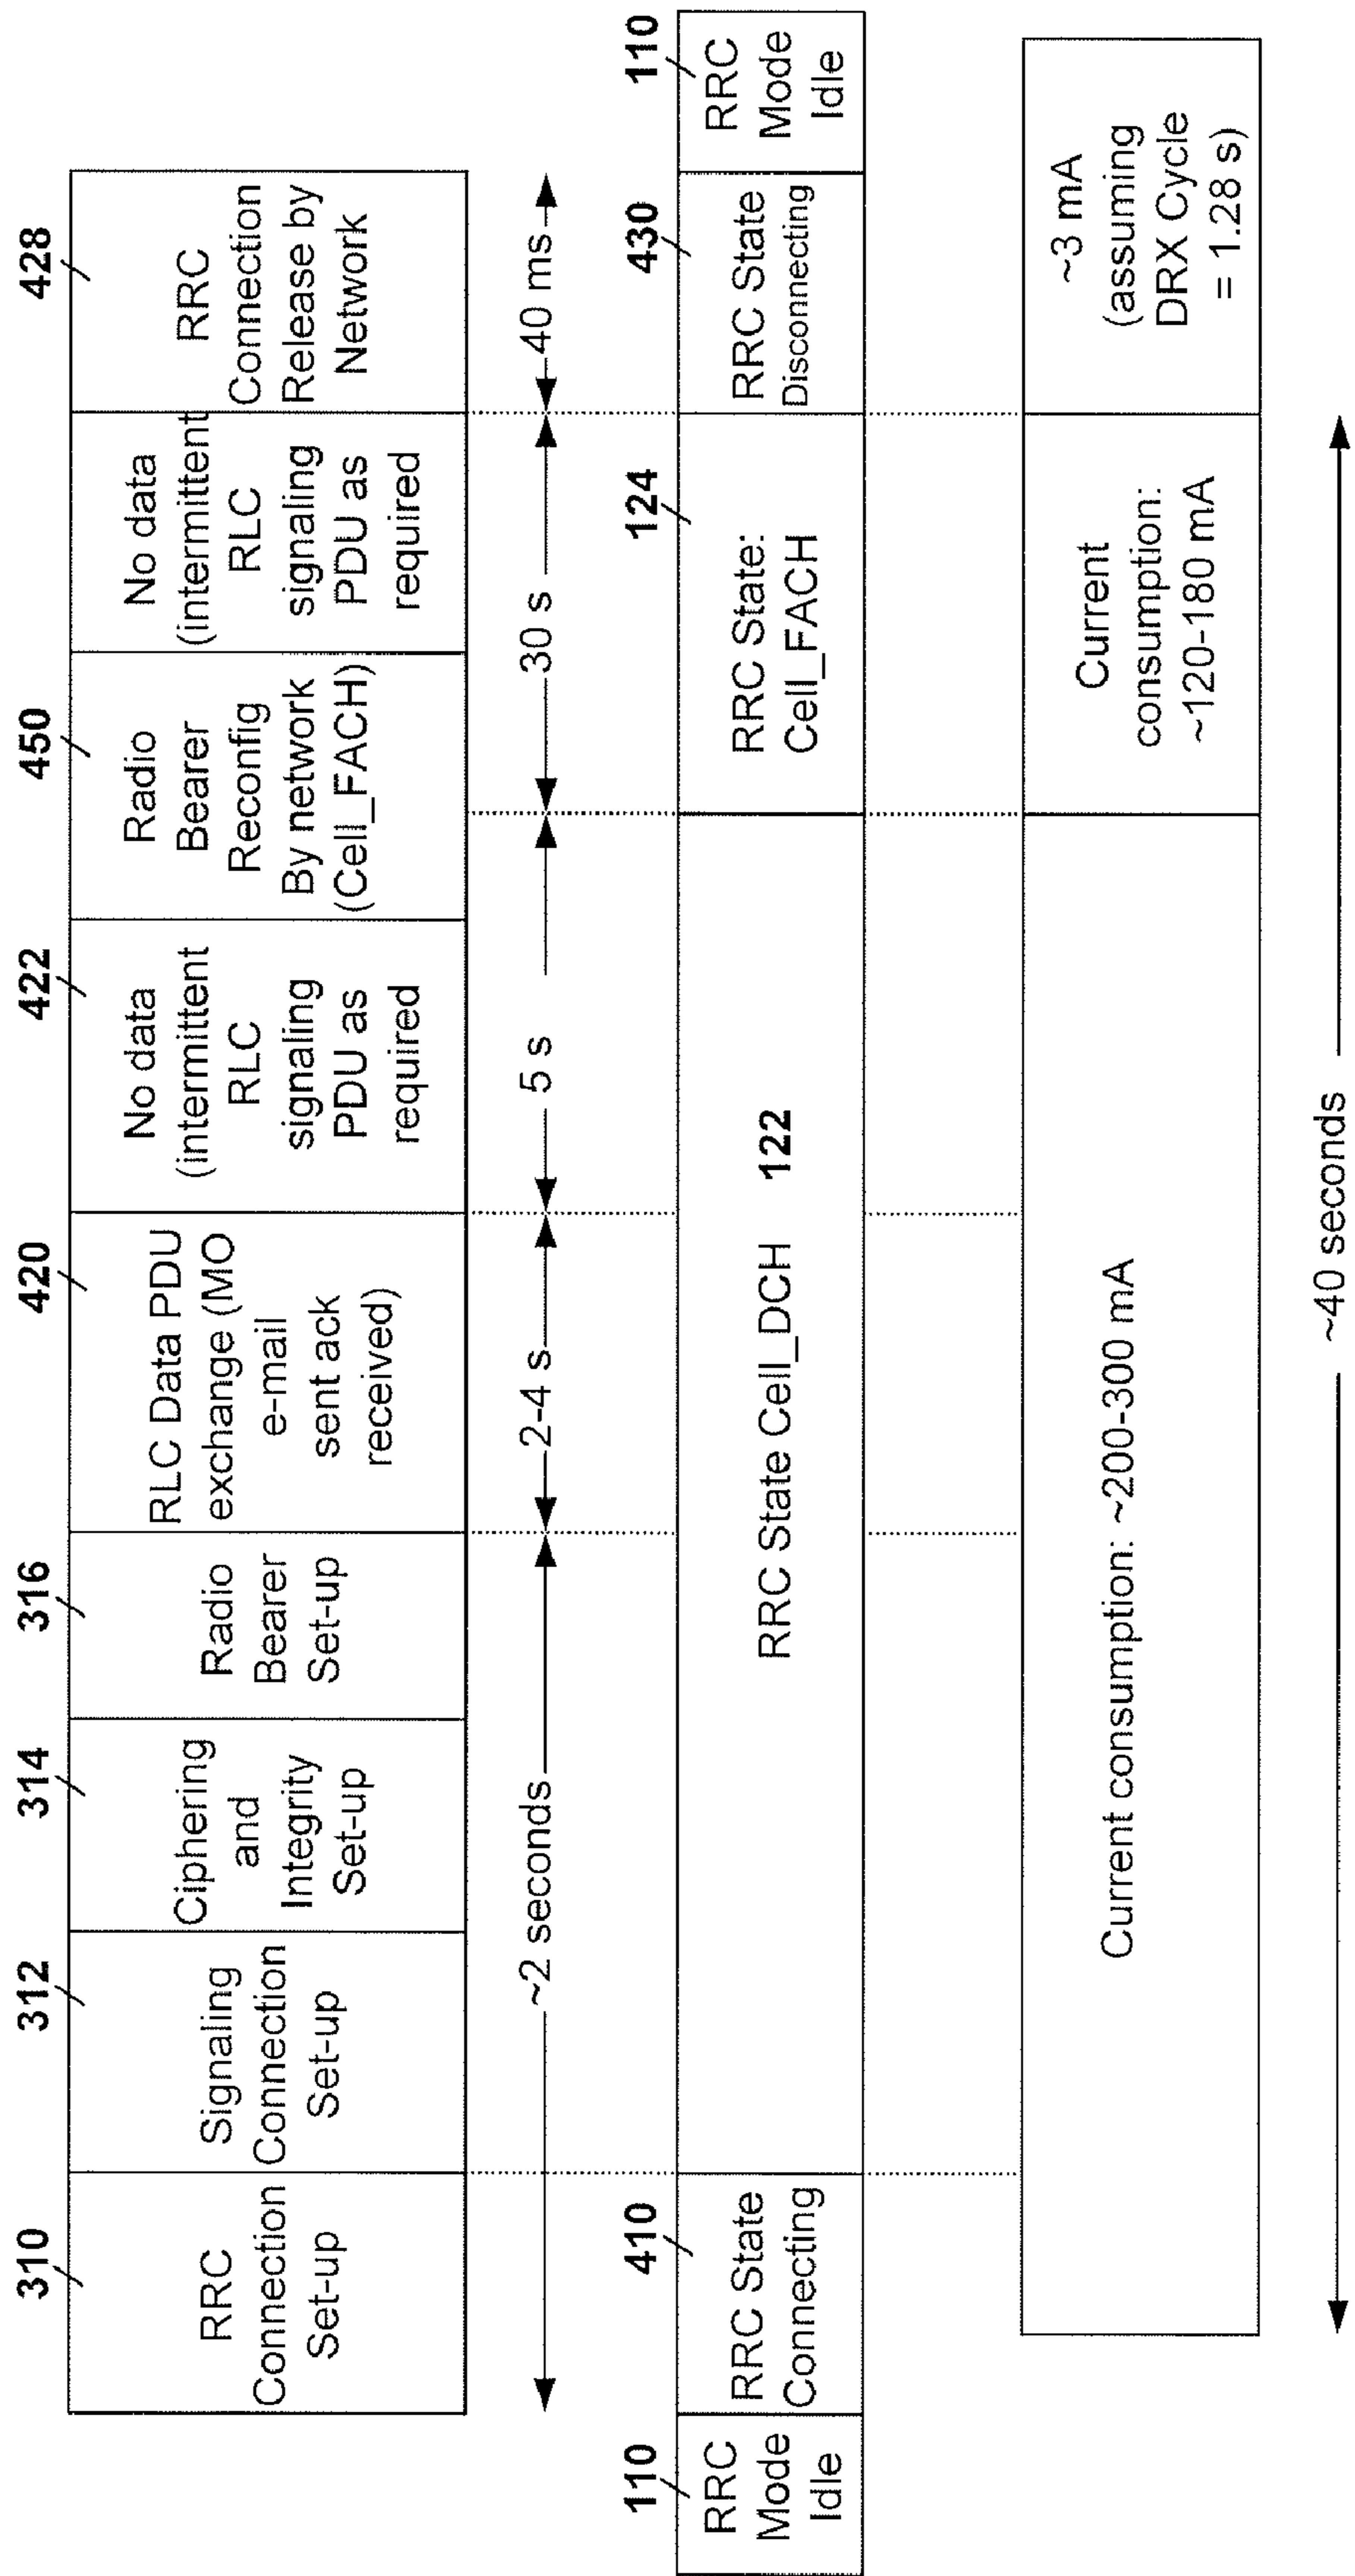 310
RRC
Connection
Set-up
312
Signaling
Connection
Set-up
314
Ciphering
and
Integrity
Set-up
316
Radio
Bearer
Set-up
420
RLC Data PDU
exchange (MO
e-mail
sent ack
received)
422
No data
(intermittent
RLC
signaling
PDU as
required
450
Radio
Bearer
Reconfig
By network
(Cell_FACH)
No data
(intermittent
RLC
signaling
PDU as
required
428
RRC
Connection
Release by
Network
~2 seconds
2-4 s
5 s
30 s
40 ms
110
RRC
Mode
Idle
410
RRC State
Connecting
RRC State Cell_DCH 122
124
RRC State:
Cell_FACH
430
RRC State
Disconnecting
110
RRC
Mode
Idle
Current consumption: ~200-300 mA
Current
consumption:
~120-180 mA
~3 mA
(assuming
DRX Cycle
= 1.28 s)
~40 seconds